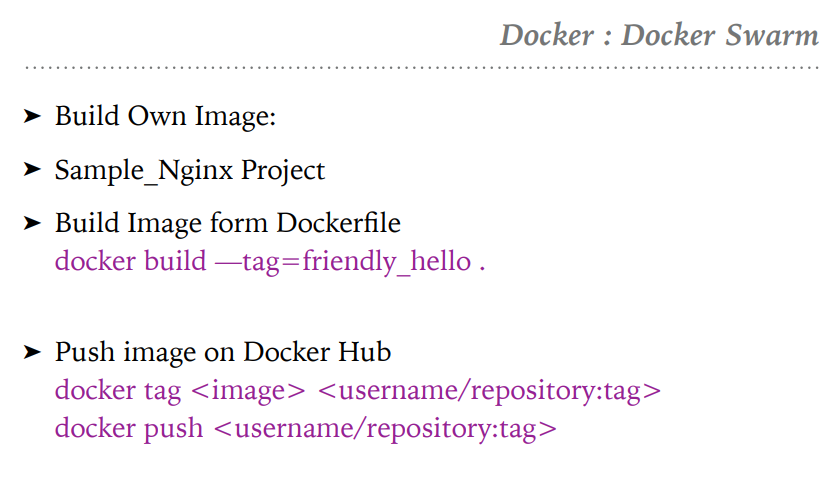 Docker : Docker Swarm
➤ Build Own Image:
➤ Sample_Nginx Project
➤ Build Image form Dockerfile
docker build —tag=friendly_hello .
➤ Push image on Docker Hub
docker tag <image> <username/repository:tag>
docker push <username/repository:tag>